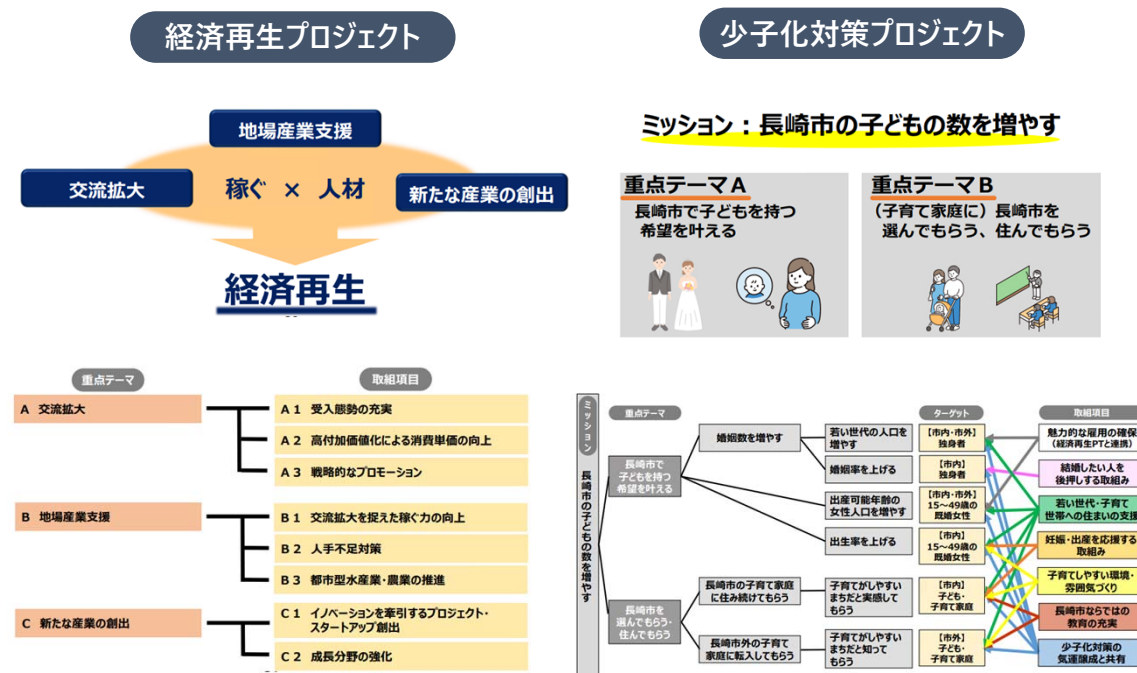 経済再生プロジェクト
地場産業支援
交流拡大
稼ぐ × 人材
新たな産業の創出
経済再生
重点テーマ
取組項目
A 交流拡大
A 1 受入態勢の充実
A 2 高付加価値化による消費単価の向上
A 3 戦略的なプロモーション
B 地場産業支援
B 1 交流拡大を捉えた稼ぐ力の向上
B 2 人手不足対策
B 3 都市型水産業・農業の推進
C 新たな産業の創出
C 1 イノベーションを牽引するプロジェクト・
スタートアップ創出
C 2 成長分野の強化
少子化対策プロジェクト
ミッション：長崎市の子どもの数を増やす
重点テーマA
長崎市で子どもを持つ
希望を叶える
重点テーマB
（子育て家庭に）長崎市を
選んでもらう、住んでもらう
ミッション
長崎市の子どもの数を増やす
重点テーマ
ターゲット
取組項目
長崎市で
子どもを持つ
希望を叶える
婚姻数を増やす
若い世代の人口を
増やす
婚姻率を上げる
出産可能年齢の
女性人口を増やす
出生率を上げる
長崎市を
選んでもらう・
住んでもらう
長崎市の子育て家庭
に住み続けてもらう
長崎市外の子育て
家庭に転入してもらう
子育てがしやすい
まちだと実感して
もらう
子育てがしやすい
まちだと知って
もらう
【市内・市外】
独身者
【市内】
独身者
【市内・市外】
15～49歳の
既婚女性
【市内】
15～49歳の
既婚女性
【市内】
子ども・
子育て家庭
【市外】
子ども・
子育て家庭
魅力的な雇用の確保
（経済再生PTと連携）
結婚したい人を
後押しする取組み
若い世代・子育て
世帯への住まいの支援
妊娠・出産を応援する
取組み
子育てしやすい環境・
雰囲気づくり
長崎市ならではの
教育の充実
少子化対策の
気運醸成と共有